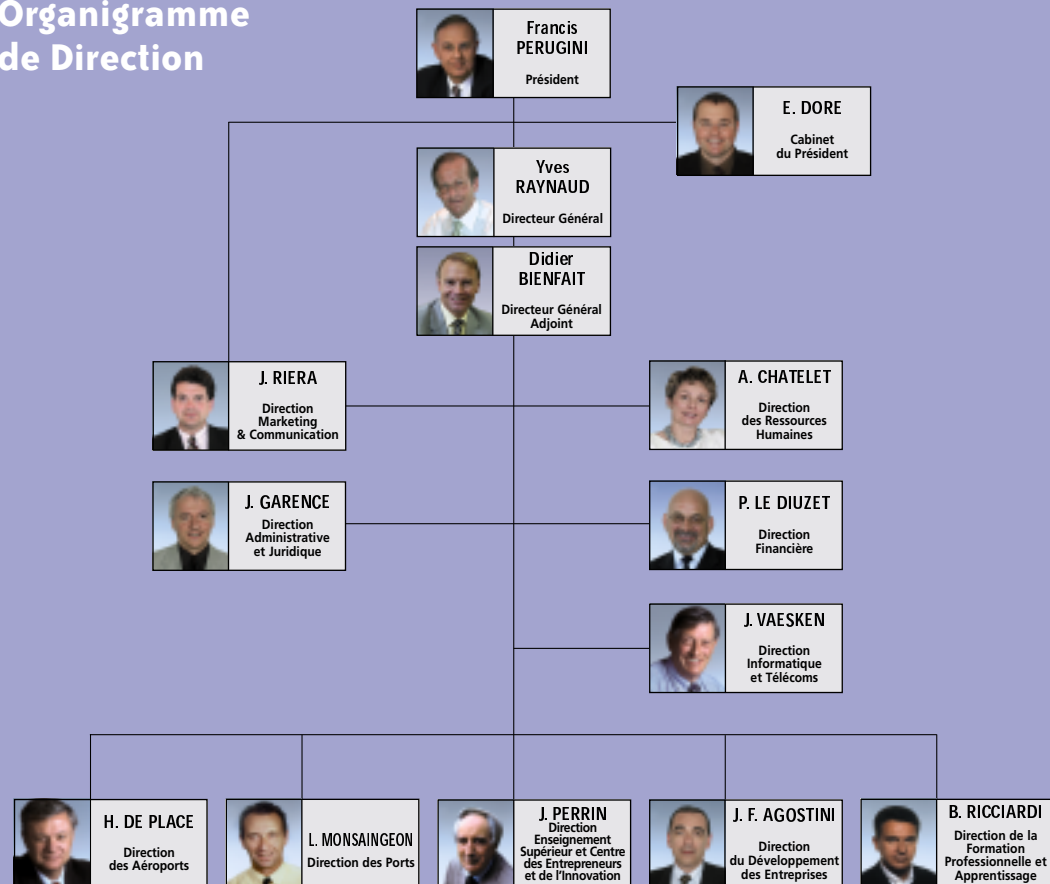 Organigramme
de Direction
Francis
PERUGINI
Président
E. DORE
Cabinet
du Président
Yves
RAYNAUD
Directeur Général
Didier
BIENFAIT
Directeur Général
Adjoint
J. RIERA
Direction
Marketing
& Communication
A. CHATELET
Direction
des Ressources
Humaines
J. GARENCE
Direction
Administrative
et Juridique
P. LE DIUZET
Direction
Financière
J. VAESKEN
Direction
Informatique
et Télécoms
H. DE PLACE
Direction
des Aéroports
L. MONSAINGEON
Direction des Ports
J. PERRIN
Direction
Enseignement
Supérieur et Centre
des Entrepreneurs
et de l'Innovation
J. F. AGOSTINI
Direction
du Développement
des Entreprises
B. RICCIARDI
Direction de la
Formation
Professionnelle et
Apprentissage